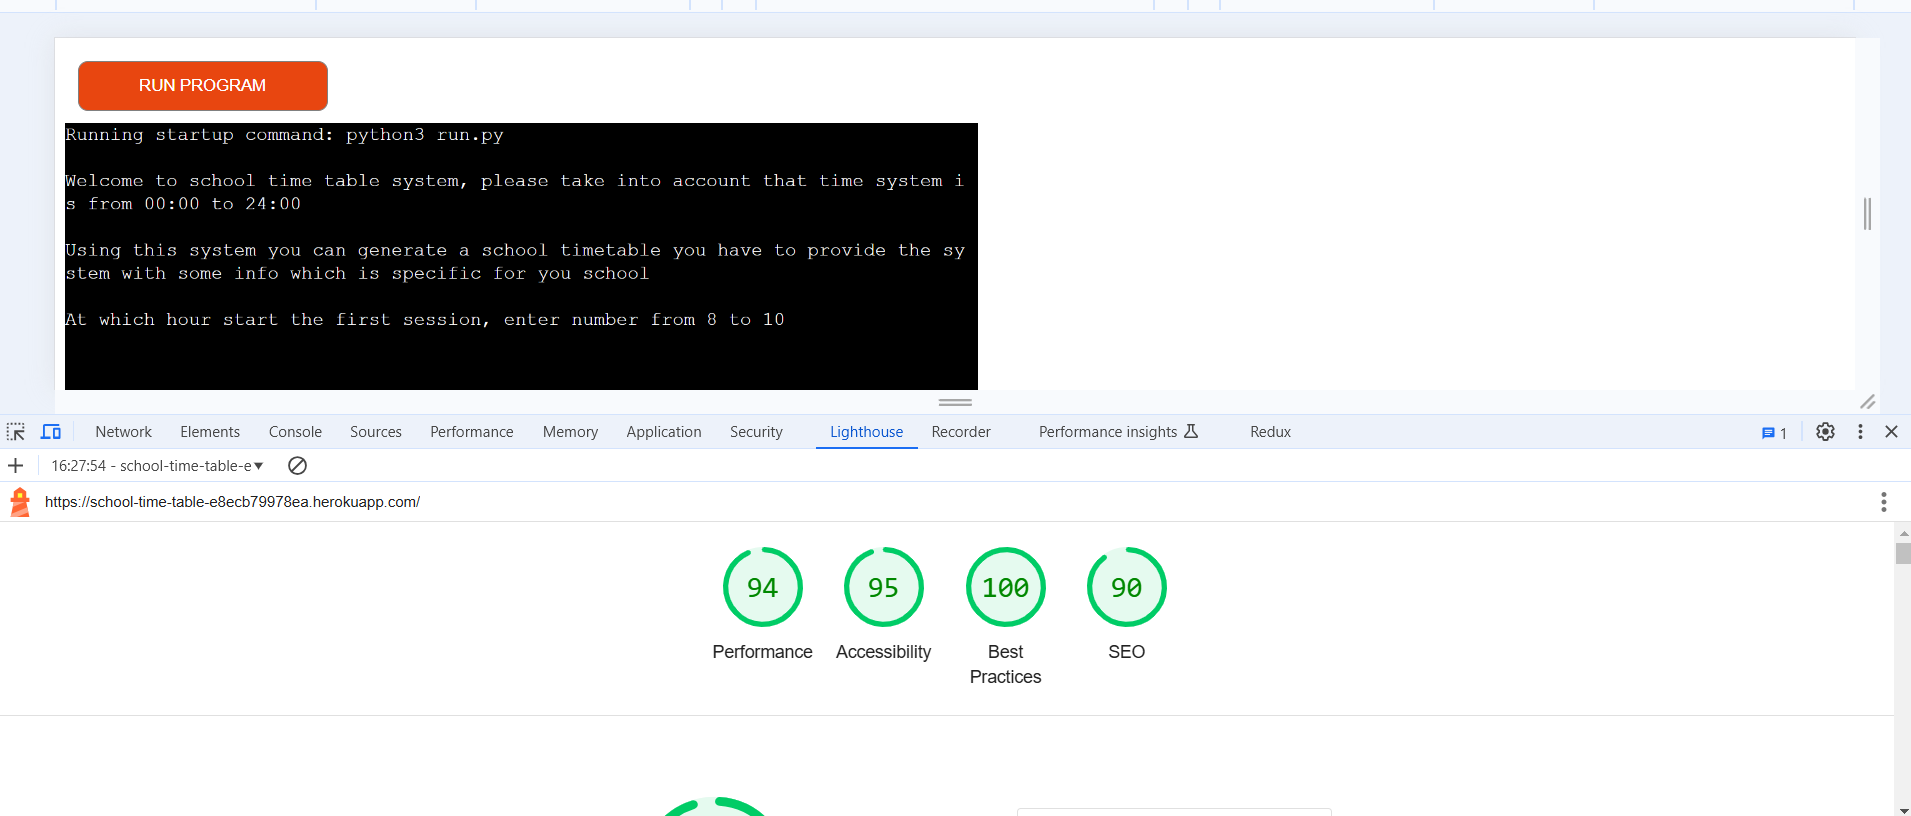 RUN PROGRAM
Running startup command: python3 run.py
Welcome to school time table system, please take into account that time system i
s from 00:00 to 24:00
Using this system you can generate a school timetable you have to provide the sy
stem with some info which is specific for you school
At which hour start the first session, enter number from 8 to 10
Network Elements Console Sources Performance Memory Application Security Lighthouse Recorder Performance insights Redux 1
16:27:54 - school-time-table-e
https://school-time-table-e8ecb79978ea.herokuapp.com/
94 95 100 90
Performance Accessibility Best SEO
Practices